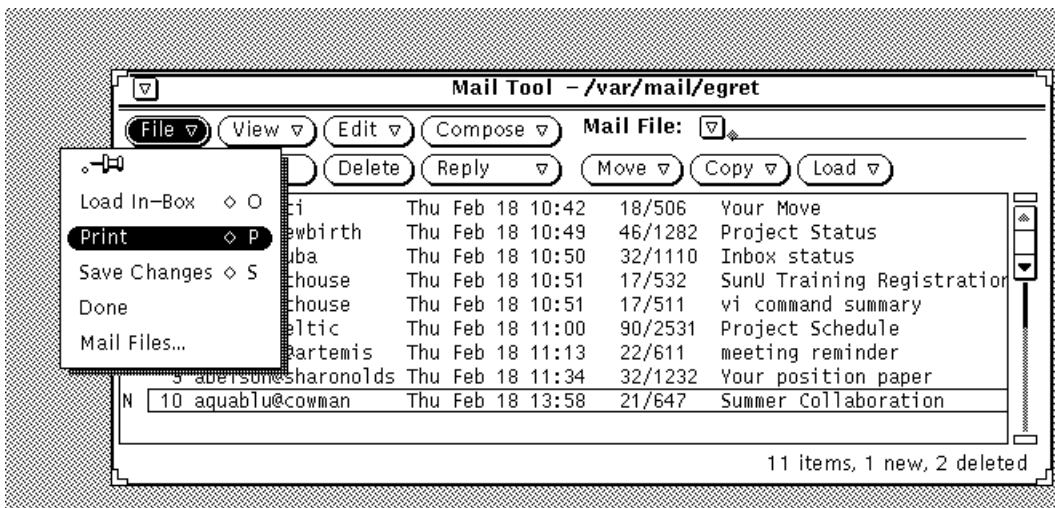 Mail Tool – /var/mail/egret
File View Edit Compose Mail File:
Delete Reply Move Copy Load
Load In–Box ◇ O
Print ◇ P
Save Changes ◇ S
Done
Mail Files...
ti Thu Feb 18 10:42 18/506 Your Move
ewbirth Thu Feb 18 10:49 46/1282 Project Status
uba Thu Feb 18 10:50 32/1110 Inbox status
thouse Thu Feb 18 10:51 17/532 SunU Training Registration
thouse Thu Feb 18 10:51 17/511 vi command summary
eltic Thu Feb 18 11:00 90/2531 Project Schedule
@artemis Thu Feb 18 11:13 22/611 meeting reminder
abelson@sharonolds Thu Feb 18 11:34 32/1232 Your position paper
N 10 aquablu@cowman Thu Feb 18 13:58 21/647 Summer Collaboration
11 items, 1 new, 2 deleted